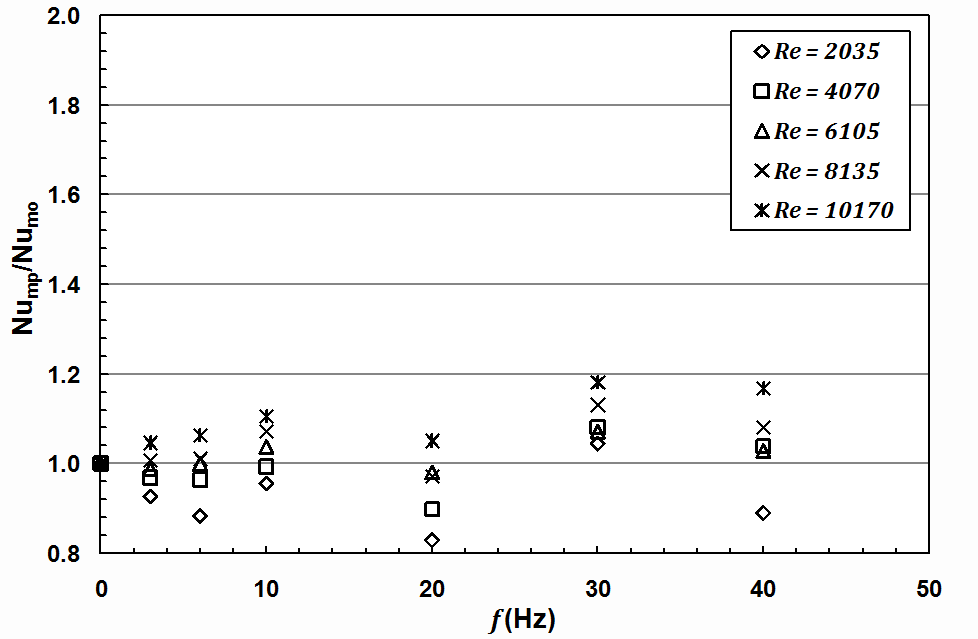 2.0
1.8
1.6
1.4
1.2
1.0
0.8
Nump/Numo
0 10 20 30 40 50
f(Hz)
Re = 2035
Re = 4070
Re = 6105
Re = 8135
Re = 10170